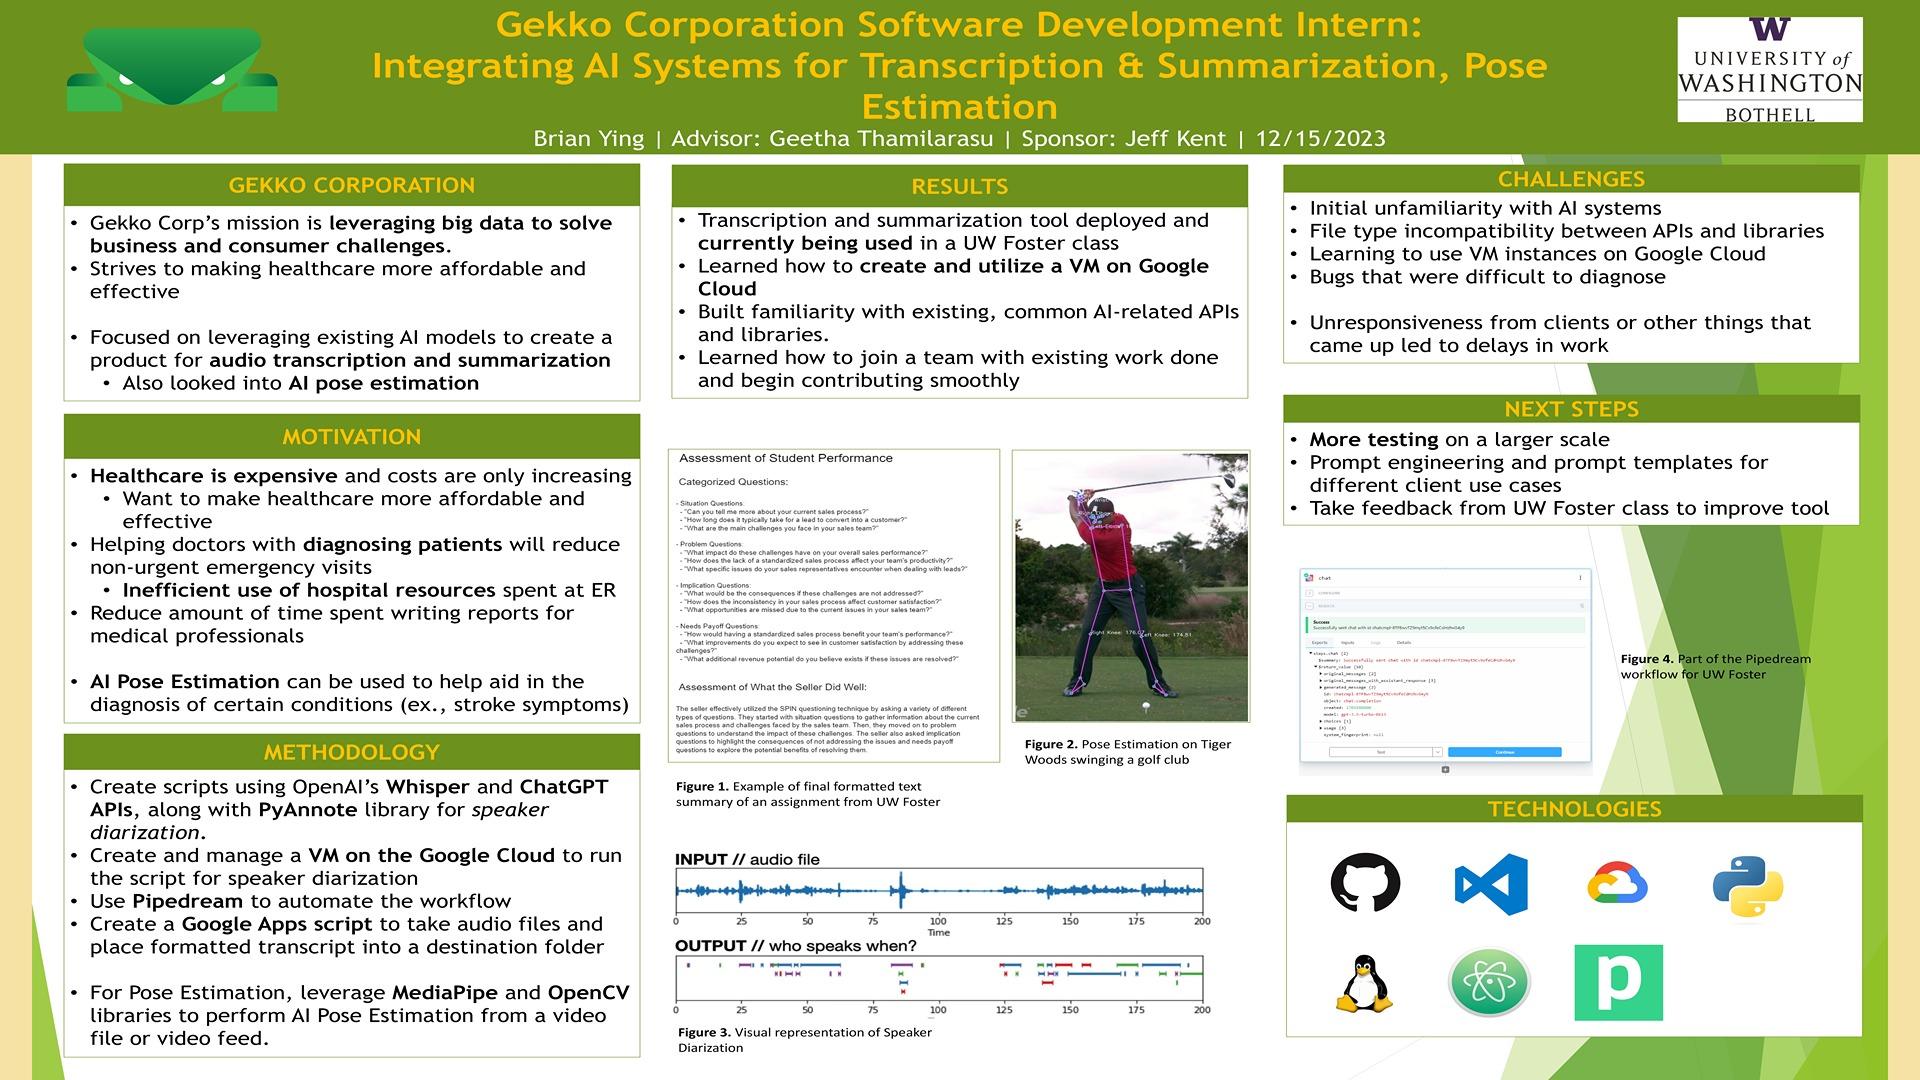 Gekko Corporation Software Development Intern:
Integrating AI Systems for Transcription & Summarization, Pose
Estimation
Brian Ying | Advisor: Geetha Thamilarasu | Sponsor: Jeff Kent | 12/15/2023
W
UNIVERSITY of
WASHINGTON
BOTHELL
GEKKO CORPORATION
• Gekko Corp’s mission is leveraging big data to solve
business and consumer challenges.
• Strives to making healthcare more affordable and
effective
• Focused on leveraging existing AI models to create a
product for audio transcription and summarization
• Also looked into AI pose estimation
MOTIVATION
• Healthcare is expensive and costs are only increasing
• Want to make healthcare more affordable and
effective
• Helping doctors with diagnosing patients will reduce
non-urgent emergency visits
• Inefficient use of hospital resources spent at ER
• Reduce amount of time spent writing reports for
medical professionals
• AI Pose Estimation can be used to help aid in the
diagnosis of certain conditions (ex., stroke symptoms)
METHODOLOGY
• Create scripts using OpenAI’s Whisper and ChatGPT
APIs, along with PyAnnote library for speaker
diarization.
• Create and manage a VM on the Google Cloud to run
the script for speaker diarization
• Use Pipedream to automate the workflow
• Create a Google Apps script to take audio files and
place formatted transcript into a destination folder
• For Pose Estimation, leverage MediaPipe and OpenCV
libraries to perform AI Pose Estimation from a video
file or video feed.
RESULTS
• Transcription and summarization tool deployed and
currently being used in a UW Foster class
• Learned how to create and utilize a VM on Google
Cloud
• Built familiarity with existing, common AI-related APIs
and libraries.
• Learned how to join a team with existing work done
and begin contributing smoothly
Assessment of Student Performance
Categorized Questions:
- Situation Questions:
- "Can you tell me more about your current sales process?"
- "How long does it typically take for a lead to convert into a customer?"
- "What are the main challenges you face in your sales team?"
- Problem Questions:
- "What impact do these challenges have on your overall sales performance?"
- "How does the lack of a standardized sales process affect your team's productivity?"
- "What specific issues do your sales representatives encounter when dealing with leads?"
- Implication Questions:
- "What would be the consequences if these challenges are not addressed?"
- "How does the inconsistency in your sales process affect customer satisfaction?"
- "What opportunities are missed due to the current issues in your sales team?"
- Needs Payoff Questions:
- "How would having a standardized sales process benefit your team's performance?"
- "What improvements do you expect to see in customer satisfaction by addressing these
challenges?"
- "What additional revenue potential do you believe exists if these issues are resolved?"
Assessment of What the Seller Did Well:
The seller effectively utilized the SPIN questioning technique by asking a variety of different
types of questions. They started with situation questions to gather information about the current
sales process and challenges faced by the sales team. Then, they moved on to problem
questions to understand the impact of these challenges. The seller also asked implication
questions to highlight the consequences of not addressing the issues and needs payoff
questions to explore the potential benefits of resolving them.
Right Knee: 176.07
Left Knee: 174.81
Figure 2. Pose Estimation on Tiger
Woods swinging a golf club
Figure 1. Example of final formatted text
summary of an assignment from UW Foster
INPUT // audio file
0 25 50 75 100 125 150 175 200
Time
OUTPUT // who speaks when?
0 25 50 75 100 125 150 175 200
Figure 3. Visual representation of Speaker
Diarization
CHALLENGES
• Initial unfamiliarity with AI systems
• File type incompatibility between APIs and libraries
• Learning to use VM instances on Google Cloud
• Bugs that were difficult to diagnose
• Unresponsiveness from clients or other things that
came up led to delays in work
NEXT STEPS
• More testing on a larger scale
• Prompt engineering and prompt templates for
different client use cases
• Take feedback from UW Foster class to improve tool
chat
CONFIGURE
Success
Exports Inputs Logs Details
steps.chat {2}
$return_value {10}
original_messages [2]
original_messages_with_assistant_response [3]
generated_message {2}
object: chat.completion
model: gpt-3.5-turbo-0613
choices [1]
usage {3}
system_fingerprint: null
Test
Continue
Figure 4. Part of the Pipedream
workflow for UW Foster
TECHNOLOGIES
p